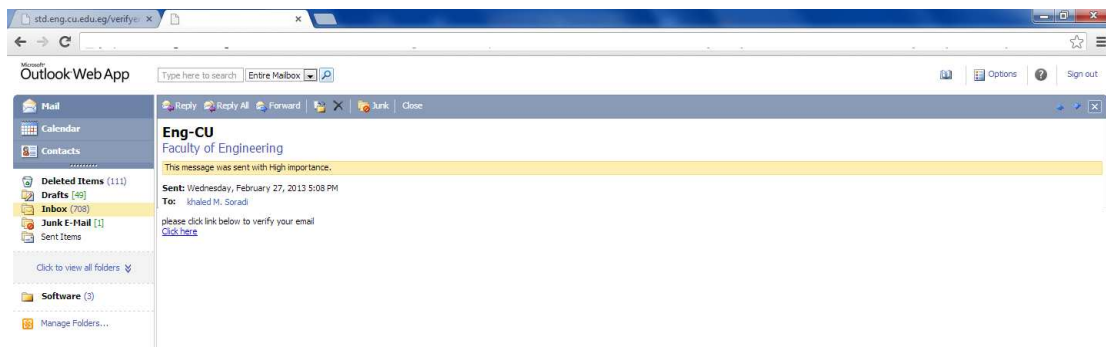 std.eng.cu.edu.eg/verifye
Microsoft
Outlook Web App
Type here to search Entire Mailbox
Options Sign out
Mail
Reply Reply All Forward Junk Close
Calendar
Contacts
Eng-CU
Faculty of Engineering
This message was sent with High importance.
Deleted Items (111)
Drafts [49]
Inbox (708)
Junk E-Mail [1]
Sent Items
Sent: Wednesday, February 27, 2013 5:08 PM
To: khaled M. Soradi
please click link below to verify your email
Click here
Click to view all folders
Software (3)
Manage Folders...